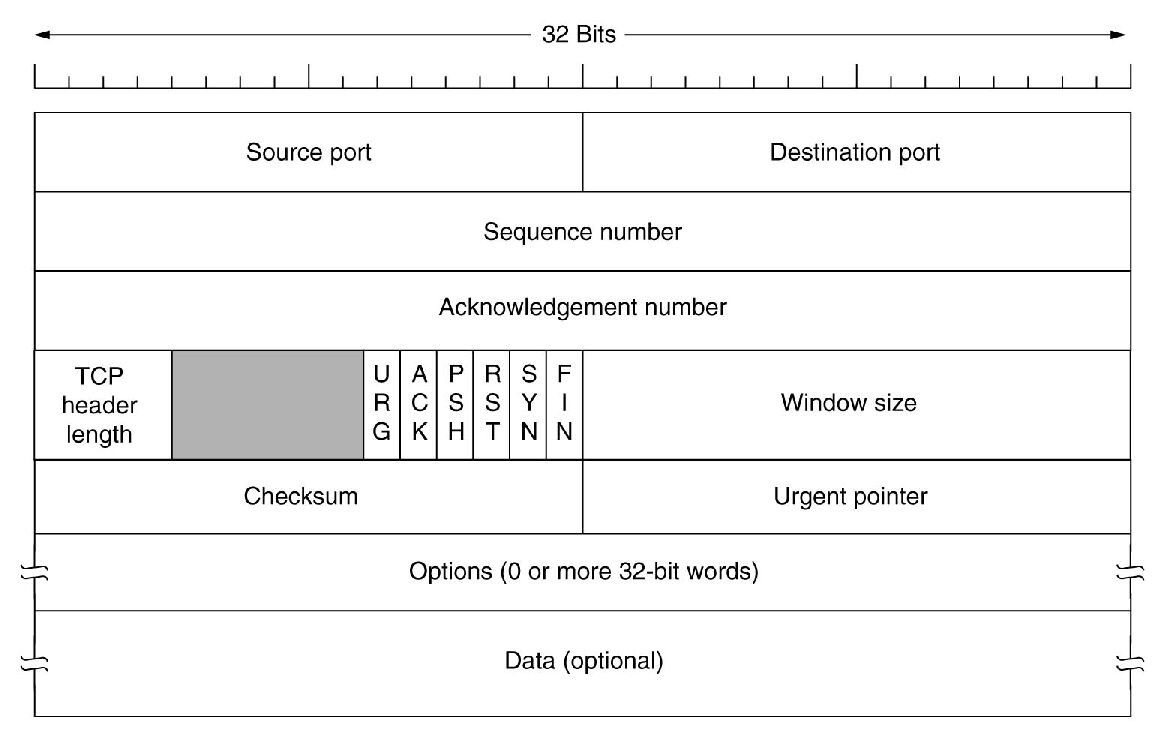 32 Bits
Source port
Destination port
Sequence number
Acknowledgement number
TCP
header
length
URG
ACK
PSH
RST
SYN
FIN
Window size
Checksum
Urgent pointer
Options (0 or more 32-bit words)
Data (optional)